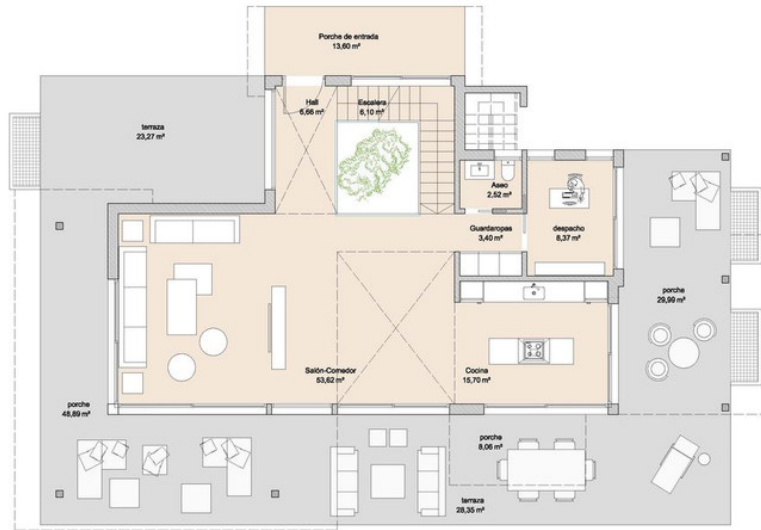 Porche de entrada
13,60 m²
Hall
6,66 m²
Escalera
6,10 m²
terraza
23,27 m²
Aseo
2,52 m²
Guardaropas
3,40 m²
despacho
8,37 m²
porche
29,99 m²
Salón-Comedor
53,62 m²
Cocina
15,70 m²
porche
48,89 m²
porche
8,06 m²
terraza
28,35 m²